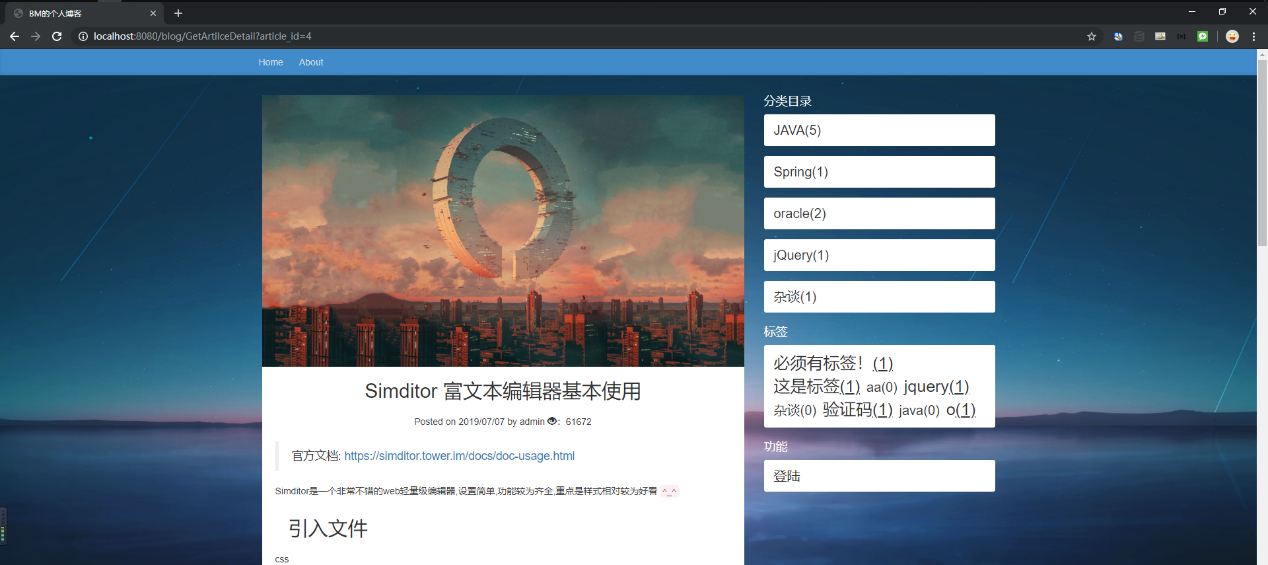 BM的个人博客
localhost:8080/blog/GetArtilceDetail?article_id=4
Home About
Simditor 富文本编辑器基本使用
Posted on 2019/07/07 by admin : 61672
官方文档: https://simditor.tower.im/docs/doc-usage.html
Simditor是一个非常不错的web轻量级编辑器,设置简单,功能较为齐全,重点是样式相对较为好看 ^_^
引入文件
css
分类目录
JAVA(5)
Spring(1)
oracle(2)
jQuery(1)
杂谈(1)
标签
必须有标签！(1)
这是标签(1) aa(0) jquery(1)
杂谈(0) 验证码(1) java(0) o(1)
功能
登陆